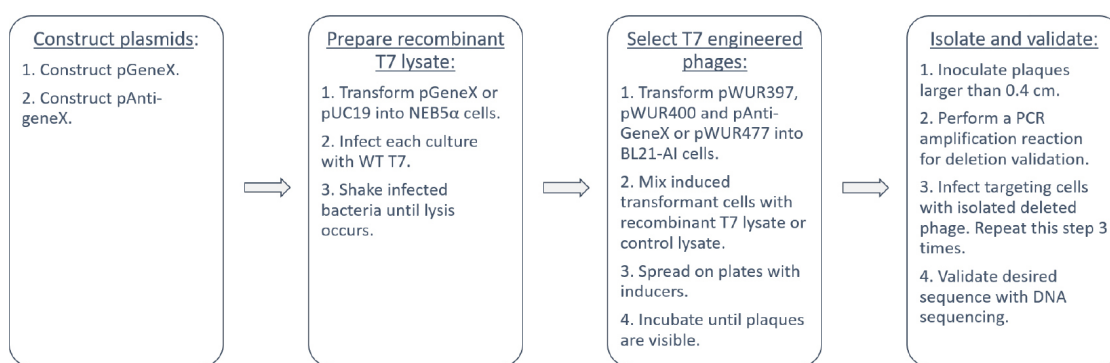 Construct plasmids:
1. Construct pGeneX.
2. Construct pAnti-
geneX.
Prepare recombinant
T7 lysate:
1. Transform pGeneX or
pUC19 into NEB5α cells.
2. Infect each culture
with WT T7.
3. Shake infected
bacteria until lysis
occurs.
Select T7 engineered
phages:
1. Transform pWUR397,
pWUR400 and pAnti-
GeneX or pWUR477 into
BL21-AI cells.
2. Mix induced
transformant cells with
recombinant T7 lysate or
control lysate.
3. Spread on plates with
inducers.
4. Incubate until plaques
are visible.
Isolate and validate:
1. Inoculate plaques
larger than 0.4 cm.
2. Perform a PCR
amplification reaction
for deletion validation.
3. Infect targeting cells
with isolated deleted
phage. Repeat this step 3
times.
4. Validate desired
sequence with DNA
sequencing.